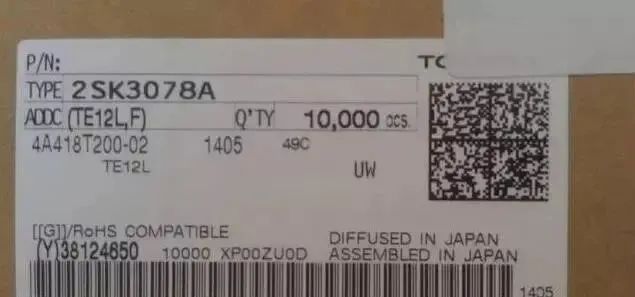 P/N:
TYPE 2SK3078A
ADDC (TE12L,F) Q'TY 10,000 pcs.
4A418T200-02 1405 49C
TE12L UW
[[G]]/RoHS COMPATIBLE DIFFUSED IN JAPAN
(Y)38124650 10000 XP00ZU0D ASSEMBLED IN JAPAN
1405